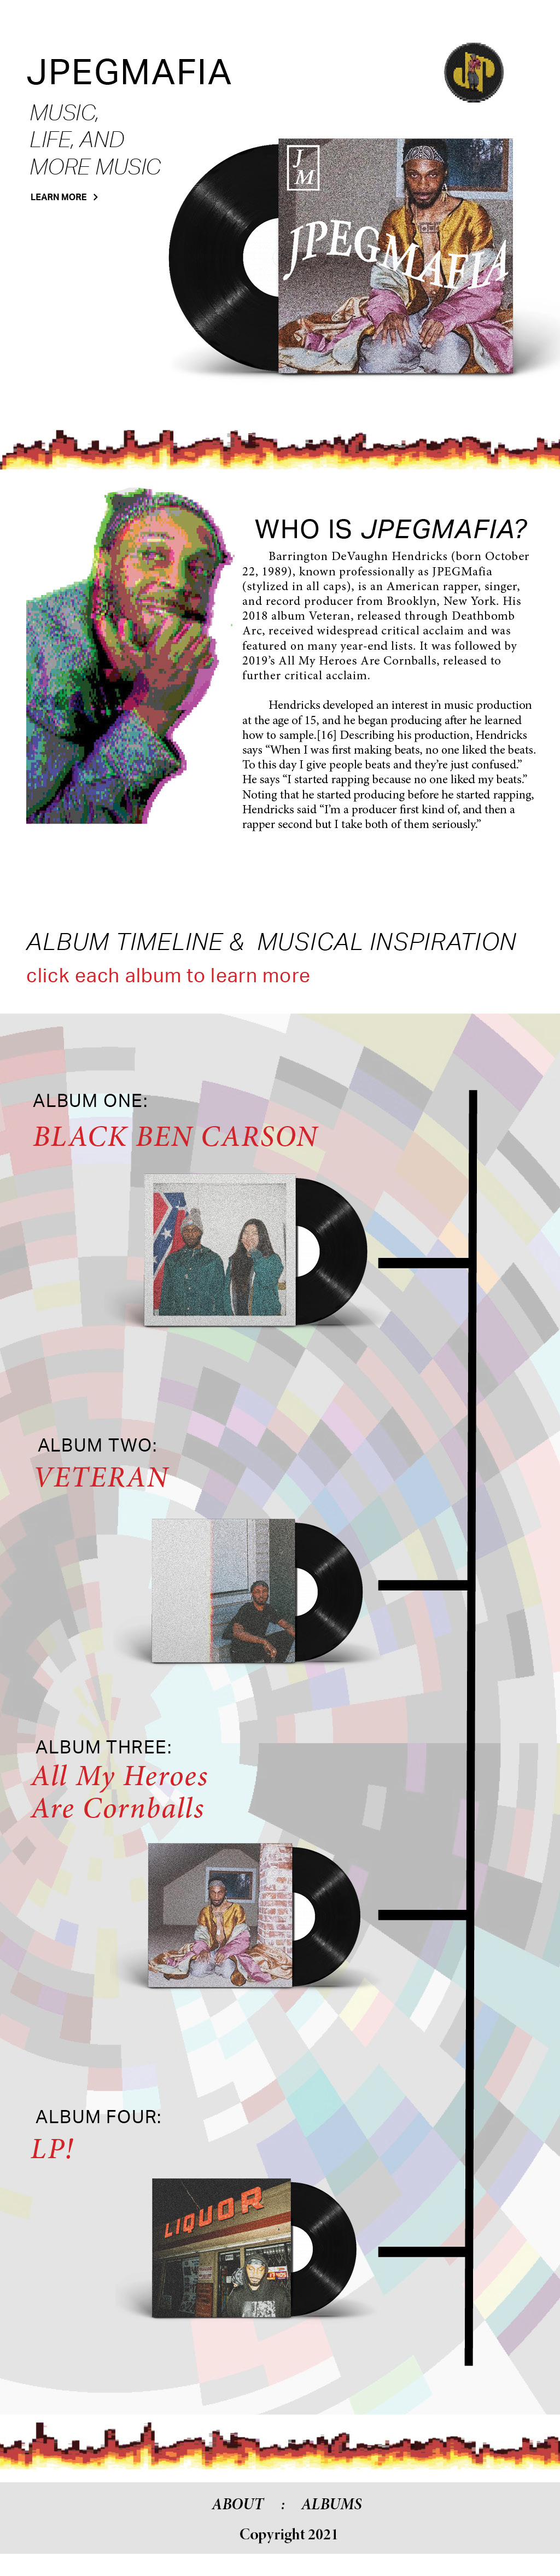 JPEGMAFIA
JP
MUSIC,
LIFE, AND
MORE MUSIC
LEARN MORE >
J
M
JPEGMAFIA
WHO IS JPEGMAFIA?
Barrington DeVaughn Hendricks (born October
22, 1989), known professionally as JPEGMafia
(stylized in all caps), is an American rapper, singer,
and record producer from Brooklyn, New York. His
2018 album Veteran, released through Deathbomb
Arc, received widespread critical acclaim and was
featured on many year-end lists. It was followed by
2019's All My Heroes Are Cornballs, released to
further critical acclaim.
Hendricks developed an interest in music production
at the age of 15, and he began producing after he learned
how to sample.[16] Describing his production, Hendricks
says “When I was first making beats, no one liked the beats.
To this day I give people beats and they're just confused.”
He says “I started rapping because no one liked my beats.”
Noting that he started producing before he started rapping,
Hendricks said “I'm a producer first kind of, and then a
rapper second but I take both of them seriously.”
ALBUM TIMELINE & MUSICAL INSPIRATION
click each album to learn more
ALBUM ONE:
BLACK BEN CARSON
ALBUM TWO:
VETERAN
ALBUM THREE:
All My Heroes
Are Cornballs
ALBUM FOUR:
LP!
LIQUOR
ABOUT : ALBUMS
Copyright 2021